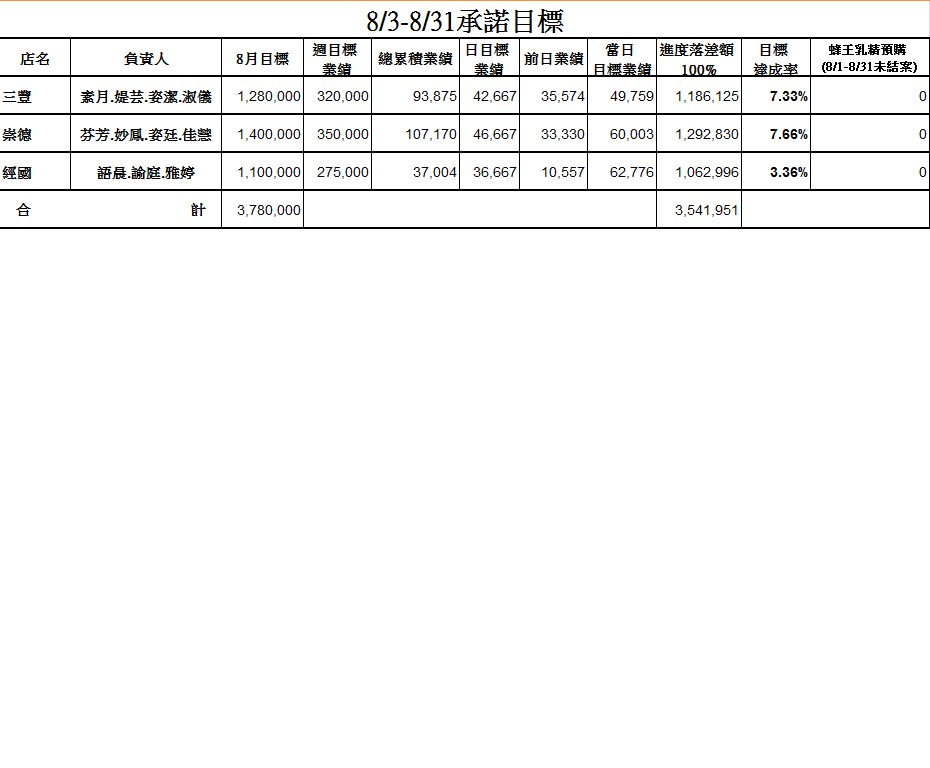 8/3-8/31承諾目標
店名 負責人 8月目標 週目標業績 總累積業績 日目標業績 前日業績 當日目標業績 進度落差額100% 目標達成率 蜂王乳精預購(8/1-8/31未結案)
三豐 素月.媞芸.姿潔.淑儀 1,280,000 320,000 93,875 42,667 35,574 49,759 1,186,125 7.33% 0
崇德 芬芳.妙鳳.姿廷.佳慧 1,400,000 350,000 107,170 46,667 33,330 60,003 1,292,830 7.66% 0
經國 語晨.諭庭.雅婷 1,100,000 275,000 37,004 36,667 10,557 62,776 1,062,996 3.36% 0
合計 3,780,000 3,541,951